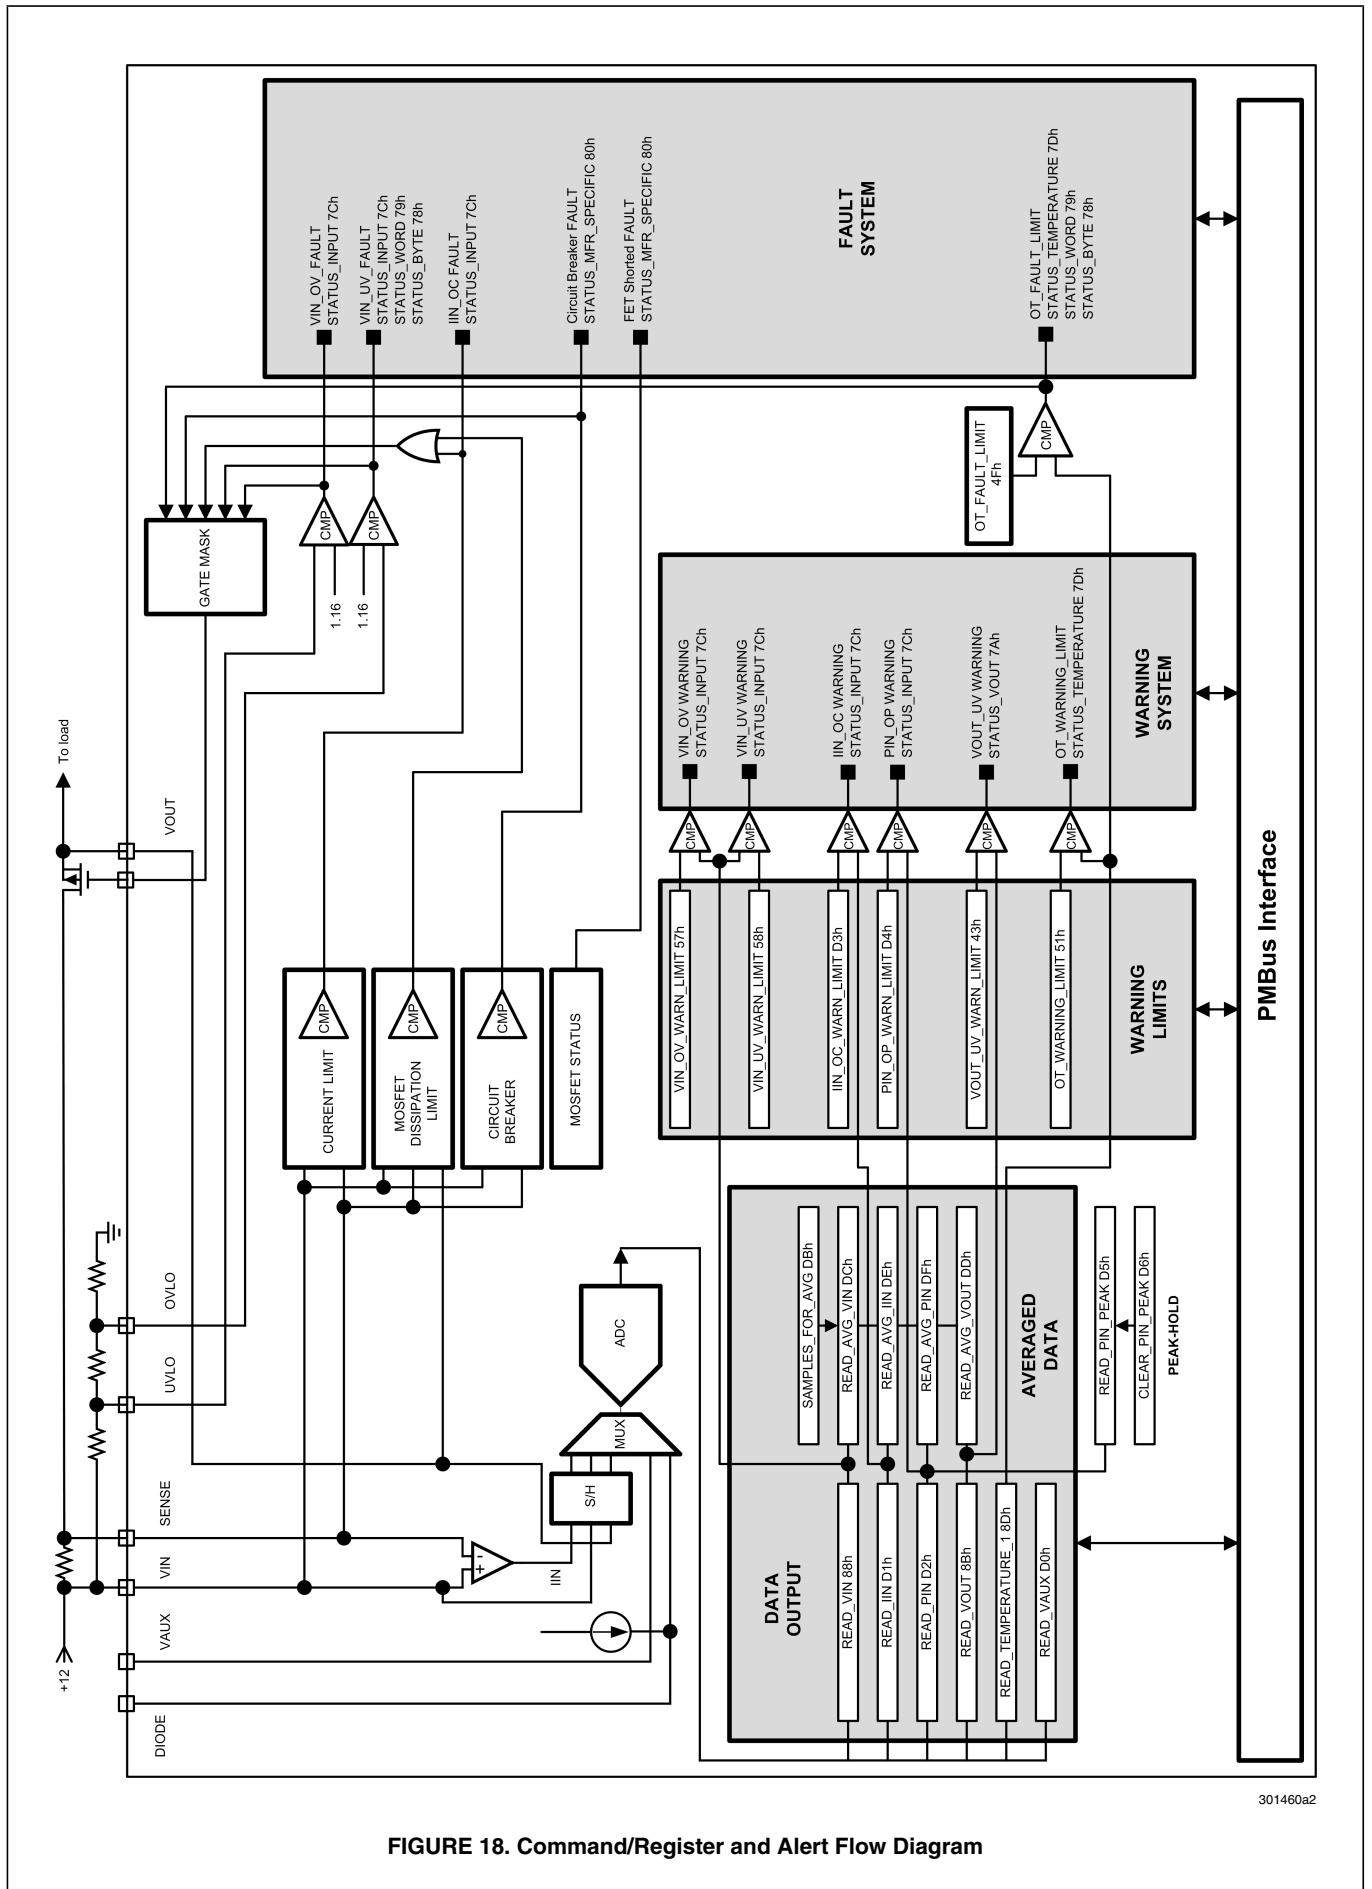 +12
To load
DIODE
VAUX
VIN
SENSE
UVLO
OVLO
VOUT
IIN
-
+
S/H
MUX
ADC
CURRENT LIMIT
CMP
MOSFET
DISSIPATION
LIMIT
CMP
CIRCUIT
BREAKER
CMP
MOSFET STATUS
GATE MASK
1.16
1.16
CMP
CMP
DATA
OUTPUT
READ_VIN 88h
READ_IIN D1h
READ_PIN D2h
READ_VOUT 8Bh
READ_TEMPERATURE_1 8Dh
READ_VAUX D0h
SAMPLES_FOR_AVG DBh
READ_AVG_VIN DCh
READ_AVG_IIN DEh
READ_AVG_PIN DFh
READ_AVG_VOUT DDh
AVERAGED
DATA
READ_PIN_PEAK D5h
CLEAR_PIN_PEAK D6h
PEAK-HOLD
VIN_OV_WARN_LIMIT 57h
VIN_UV_WARN_LIMIT 58h
IIN_OC_WARN_LIMIT D3h
PIN_OP_WARN_LIMIT D4h
VOUT_UV_WARN_LIMIT 43h
OT_WARNING_LIMIT 51h
WARNING
LIMITS
CMP
CMP
CMP
CMP
CMP
CMP
VIN_OV WARNING
STATUS_INPUT 7Ch
VIN_UV WARNING
STATUS_INPUT 7Ch
IIN_OC WARNING
STATUS_INPUT 7Ch
PIN_OP WARNING
STATUS_INPUT 7Ch
VOUT_UV WARNING
STATUS_VOUT 7Ah
OT_WARNING_LIMIT
STATUS_TEMPERATURE 7Dh
WARNING
SYSTEM
OT_FAULT_LIMIT
4Fh
CMP
VIN_OV_FAULT
STATUS_INPUT 7Ch
VIN_UV_FAULT
STATUS_INPUT 7Ch
STATUS_WORD 79h
STATUS_BYTE 78h
IIN_OC FAULT
STATUS_INPUT 7Ch
Circuit Breaker FAULT
STATUS_MFR_SPECIFIC 80h
FET Shorted FAULT
STATUS_MFR_SPECIFIC 80h
FAULT
SYSTEM
OT_FAULT_LIMIT
STATUS_TEMPERATURE 7Dh
STATUS_WORD 79h
STATUS_BYTE 78h
PMBus Interface
301460a2
FIGURE 18. Command/Register and Alert Flow Diagram